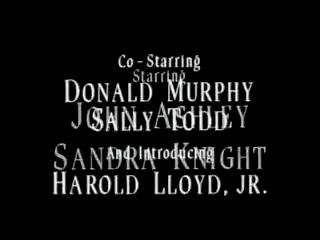 Co-Starring
Starring
DONALD MURPHY
JOHN ASHLEY
SALLY TODD
And Introducing
SANDRA KNIGHT
HAROLD LLOYD, JR.